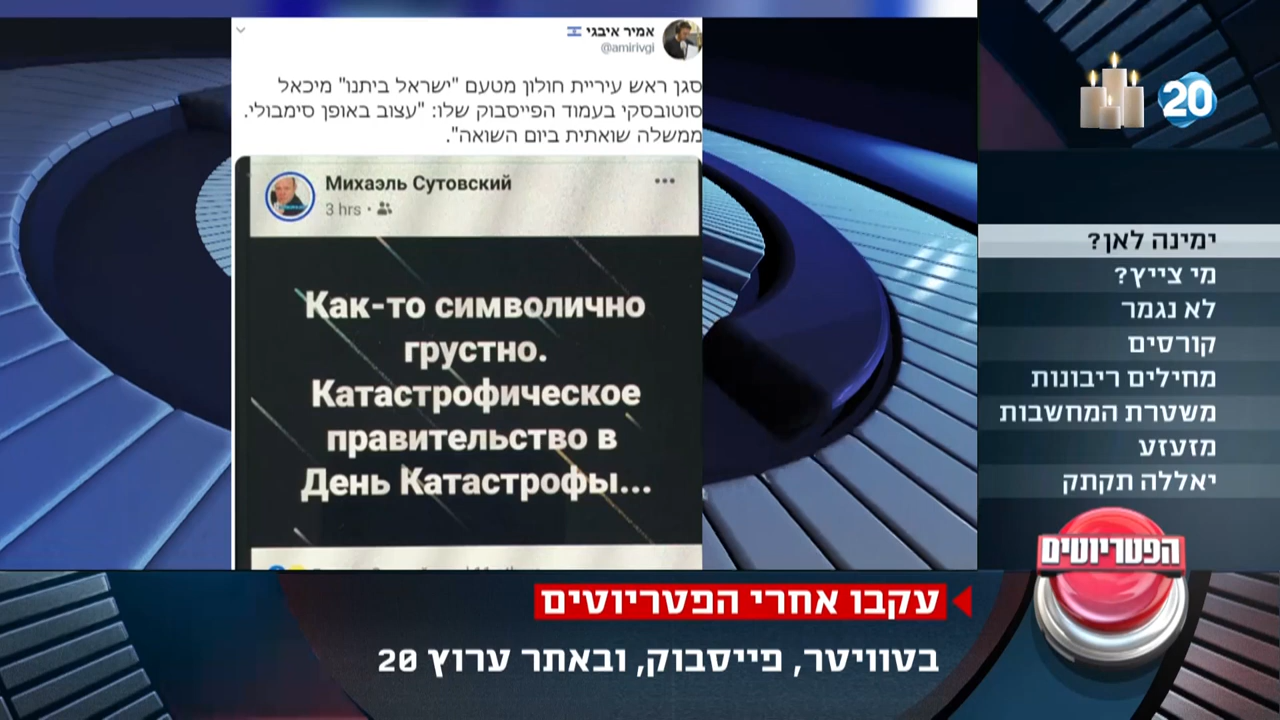 אמיר איבגי
@amirivgi
סגן ראש עיריית חולון מטעם "ישראל ביתנו" מיכאל
סוטובסקי בעמוד הפייסבוק שלו: "עצוב באופן סימבולי.
ממשלה שואתית ביום השואה".
Михаэль Сутовский
3 hrs
Как-то символично
грустно.
Катастрофическое
правительство в
День Катастрофы...
20
ימינה לאן?
מי צייץ?
לא נגמר
קורסים
מחילים ריבונות
משטרת המחשבות
מזעזע
יאללה תקתק
הפטריוטים
עקבו אחרי הפטריוטים
בטוויטר, פייסבוק, ובאתר ערוץ 20